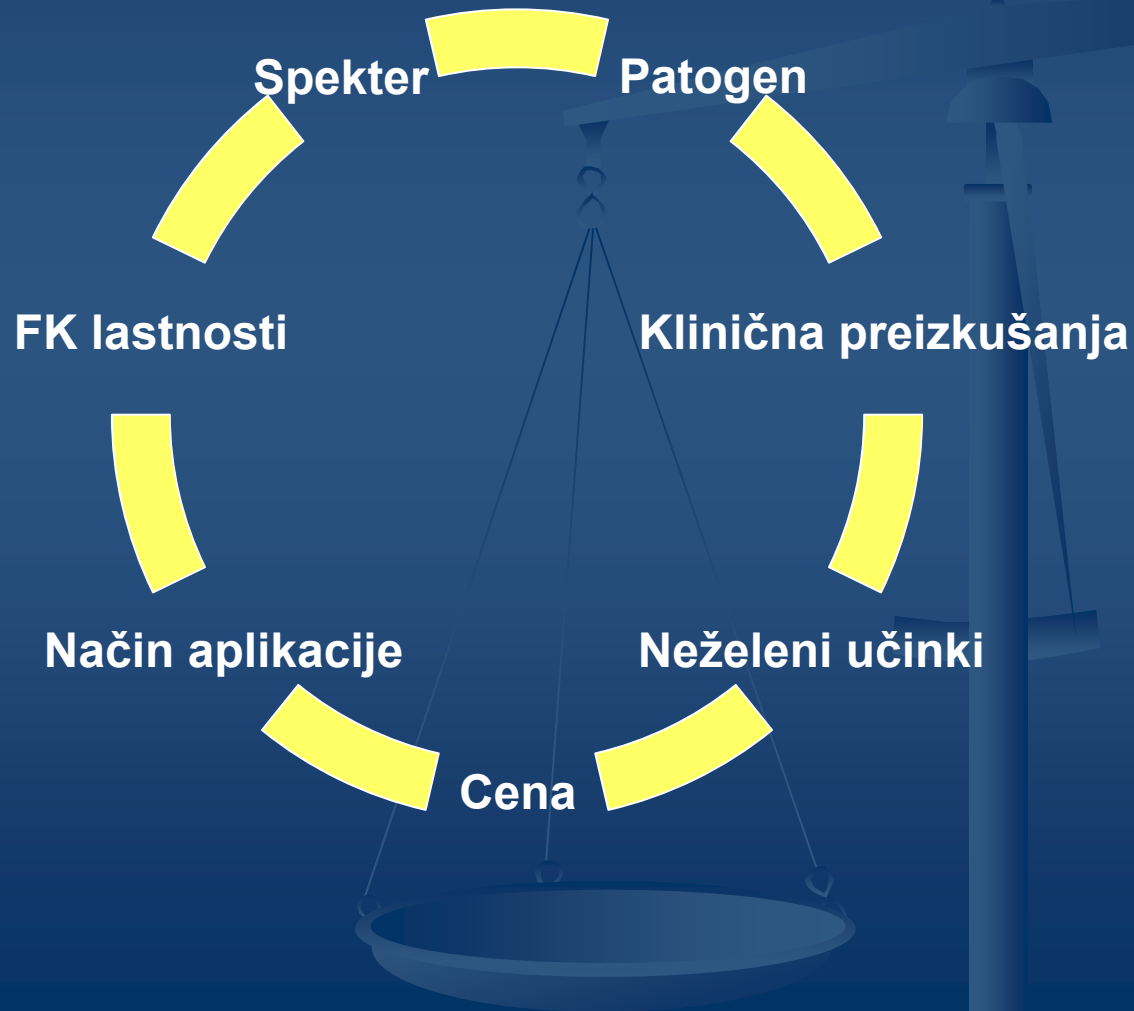 Spekter
Patogen
FK lastnosti
Klinična preizkušanja
Način aplikacije
Neželeni učinki
Cena